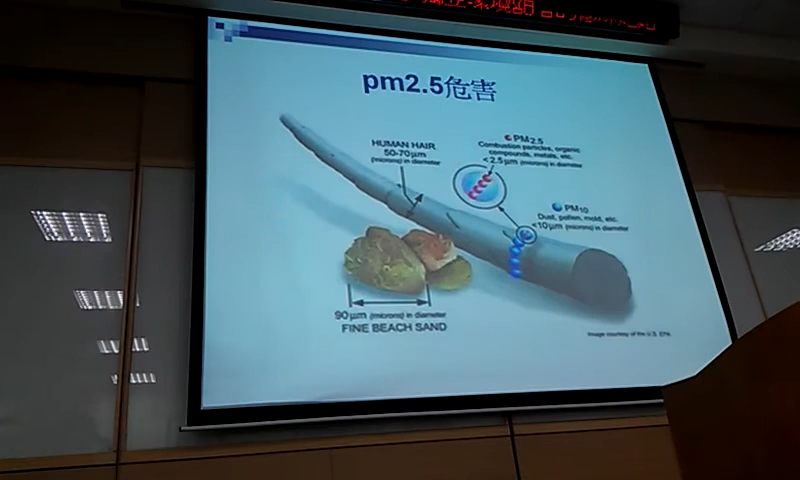 pm2.5危害
HUMAN HAIR
50-70μm
(microns) in diameter
PM2.5
Combustion particles, organic
compounds, metals, etc.
<2.5μm (microns) in diameter
PM10
Dust, pollen, mold, etc.
<10μm (microns) in diameter
90μm (microns) in diameter
FINE BEACH SAND
Image courtesy of the U.S. EPA